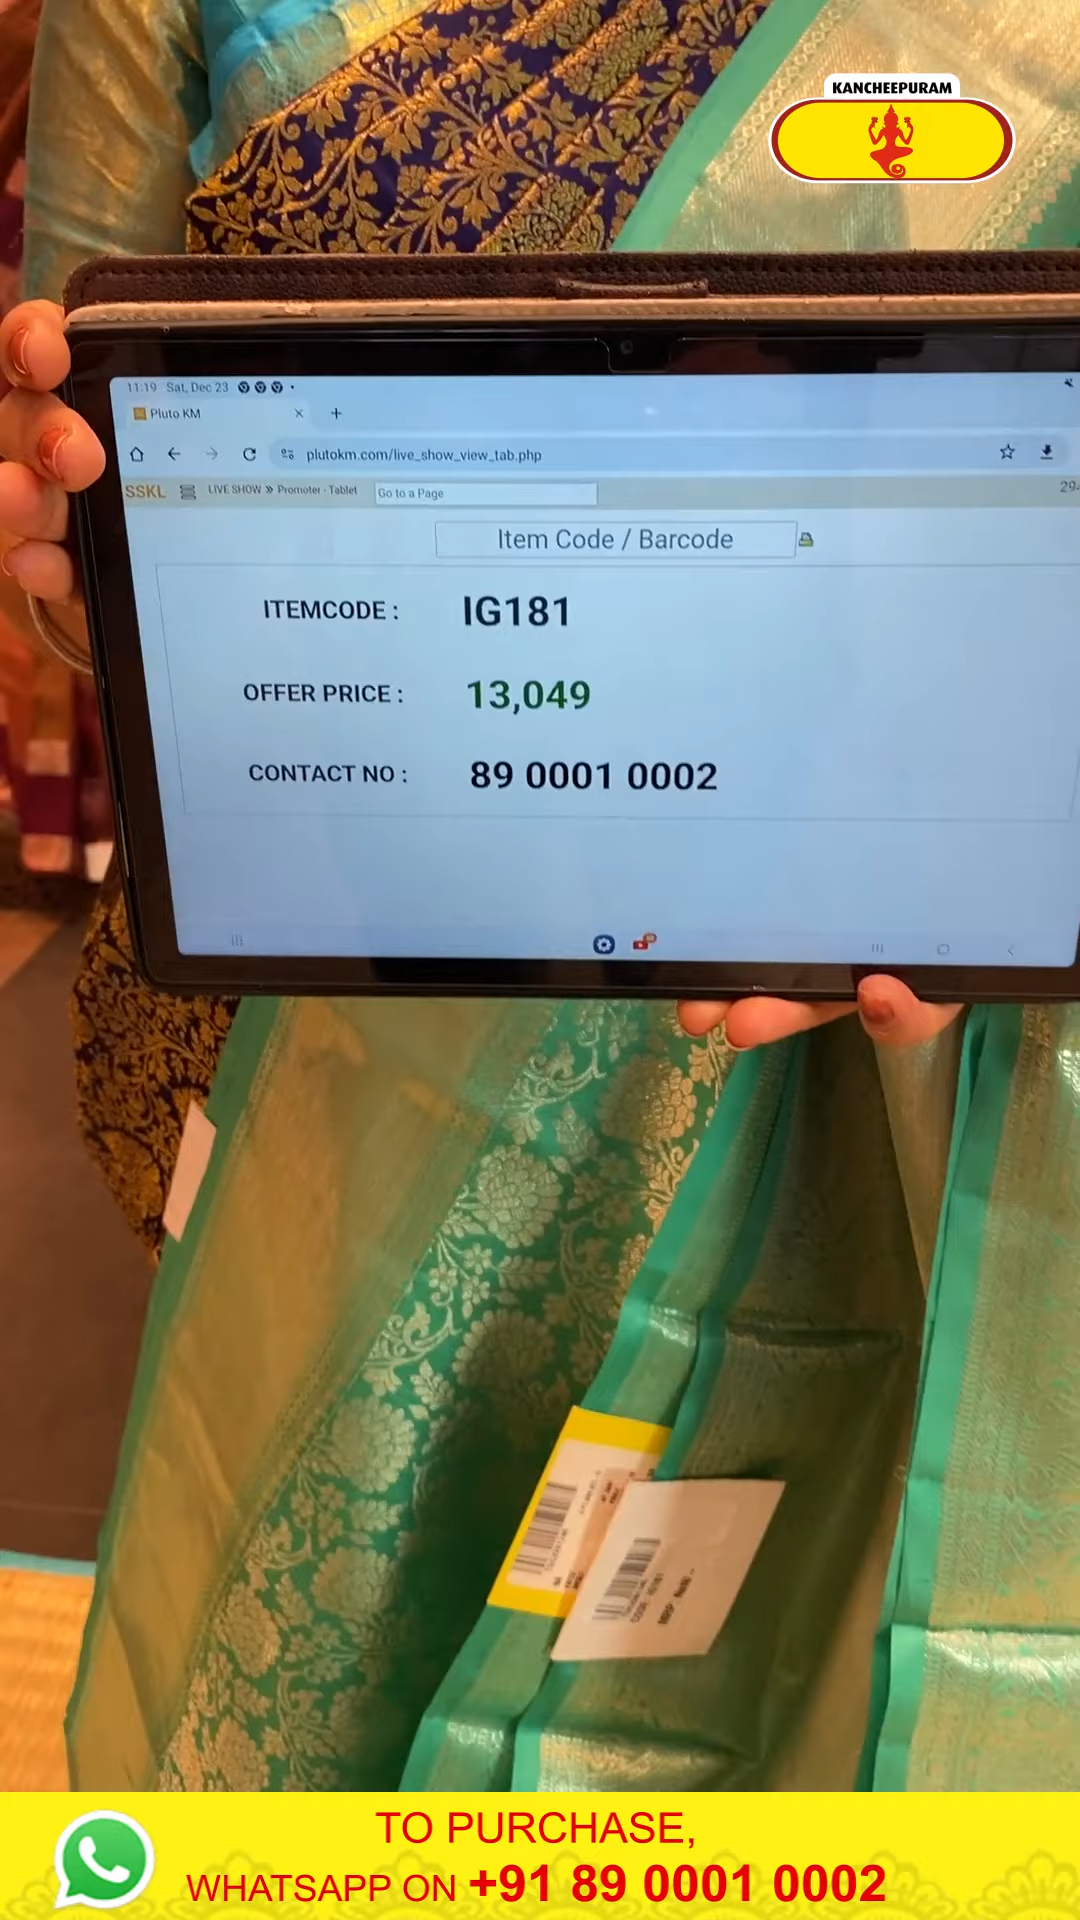 KANCHEEPURAM
11:19 Sat, Dec 23
Pluto KM
plutokm.com/live_show_view_tab.php
SSKL LIVE SHOW » Promoter - Tablet Go to a Page 29
Item Code / Barcode
ITEMCODE : IG181
OFFER PRICE : 13,049
CONTACT NO : 89 0001 0002
TO PURCHASE,
WHATSAPP ON +91 89 0001 0002